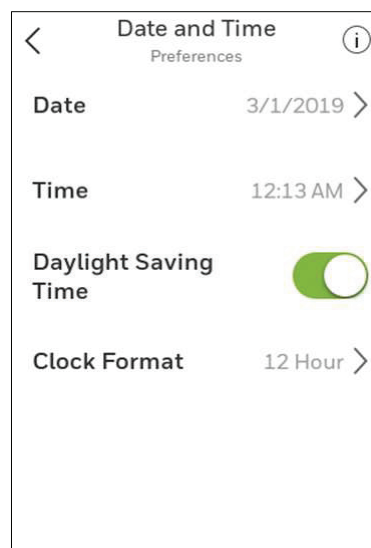 Date and Time
i
Preferences
Date 3/1/2019
Time 12:13 AM
Daylight Saving
Time
Clock Format 12 Hour